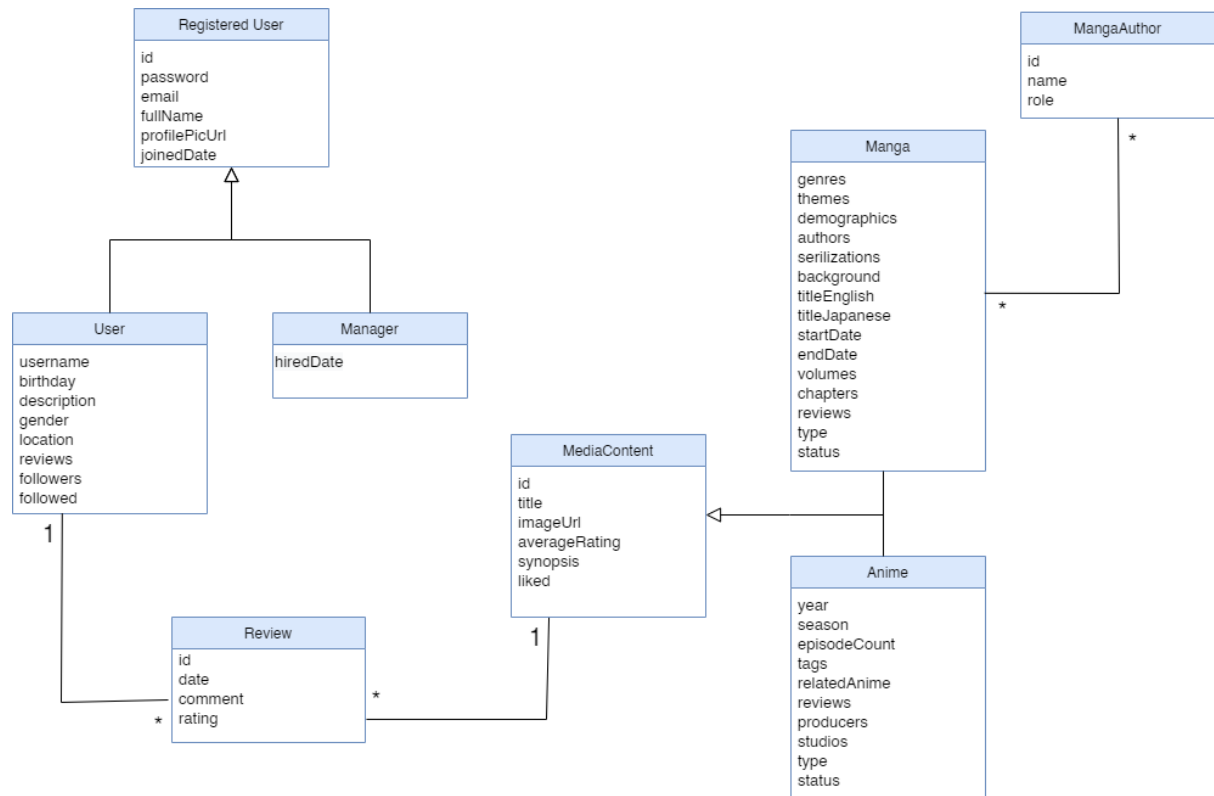 Registered User
id
password
email
fullName
profilePicUrl
joinedDate
MangaAuthor
id
name
role
*
Manga
genres
themes
demographics
authors
serilizations
background
titleEnglish
titleJapanese
startDate
endDate
volumes
chapters
reviews
type
status
*
User
username
birthday
description
gender
location
reviews
followers
followed
1
Manager
hiredDate
MediaContent
id
title
imageUrl
averageRating
synopsis
liked
1
Review
id
date
comment
rating
*
*
Anime
year
season
episodeCount
tags
relatedAnime
reviews
producers
studios
type
status